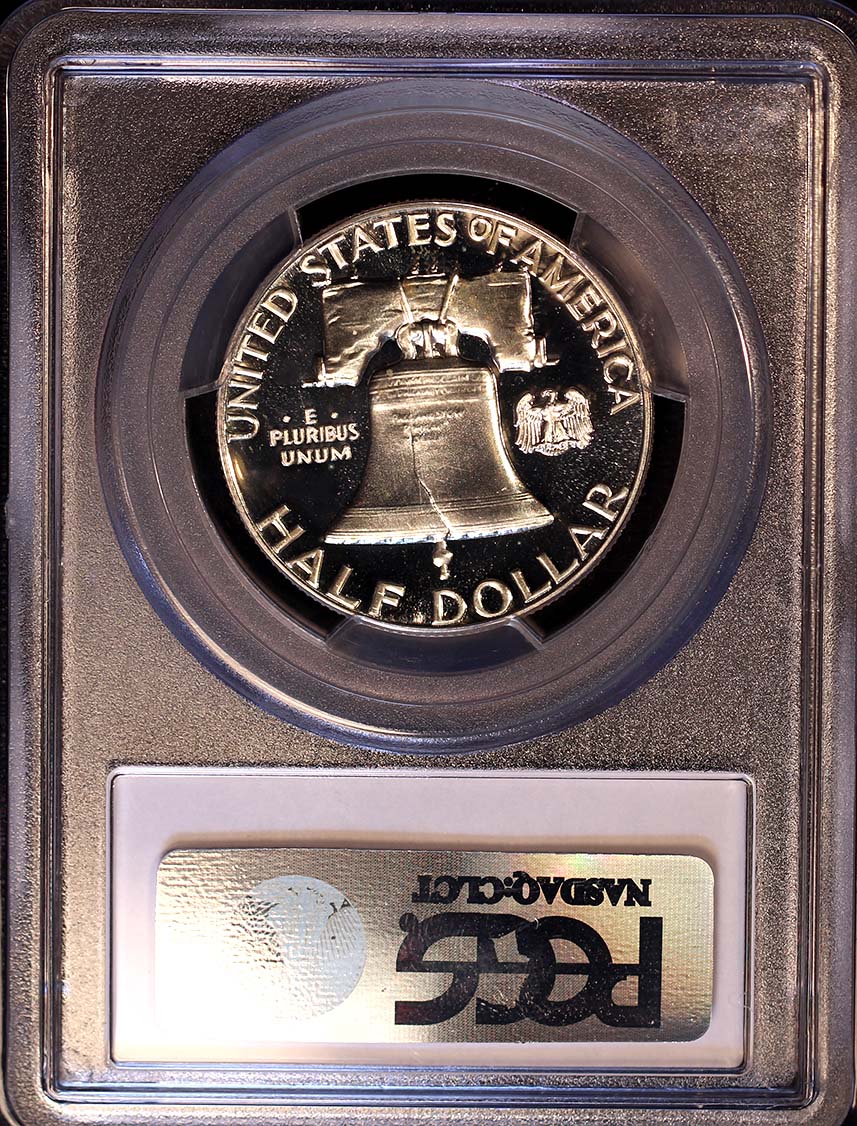 UNITED STATES OF AMERICA
· E ·
PLURIBUS
UNUM
HALF DOLLAR
NASDAQ:CLCT
PCGS